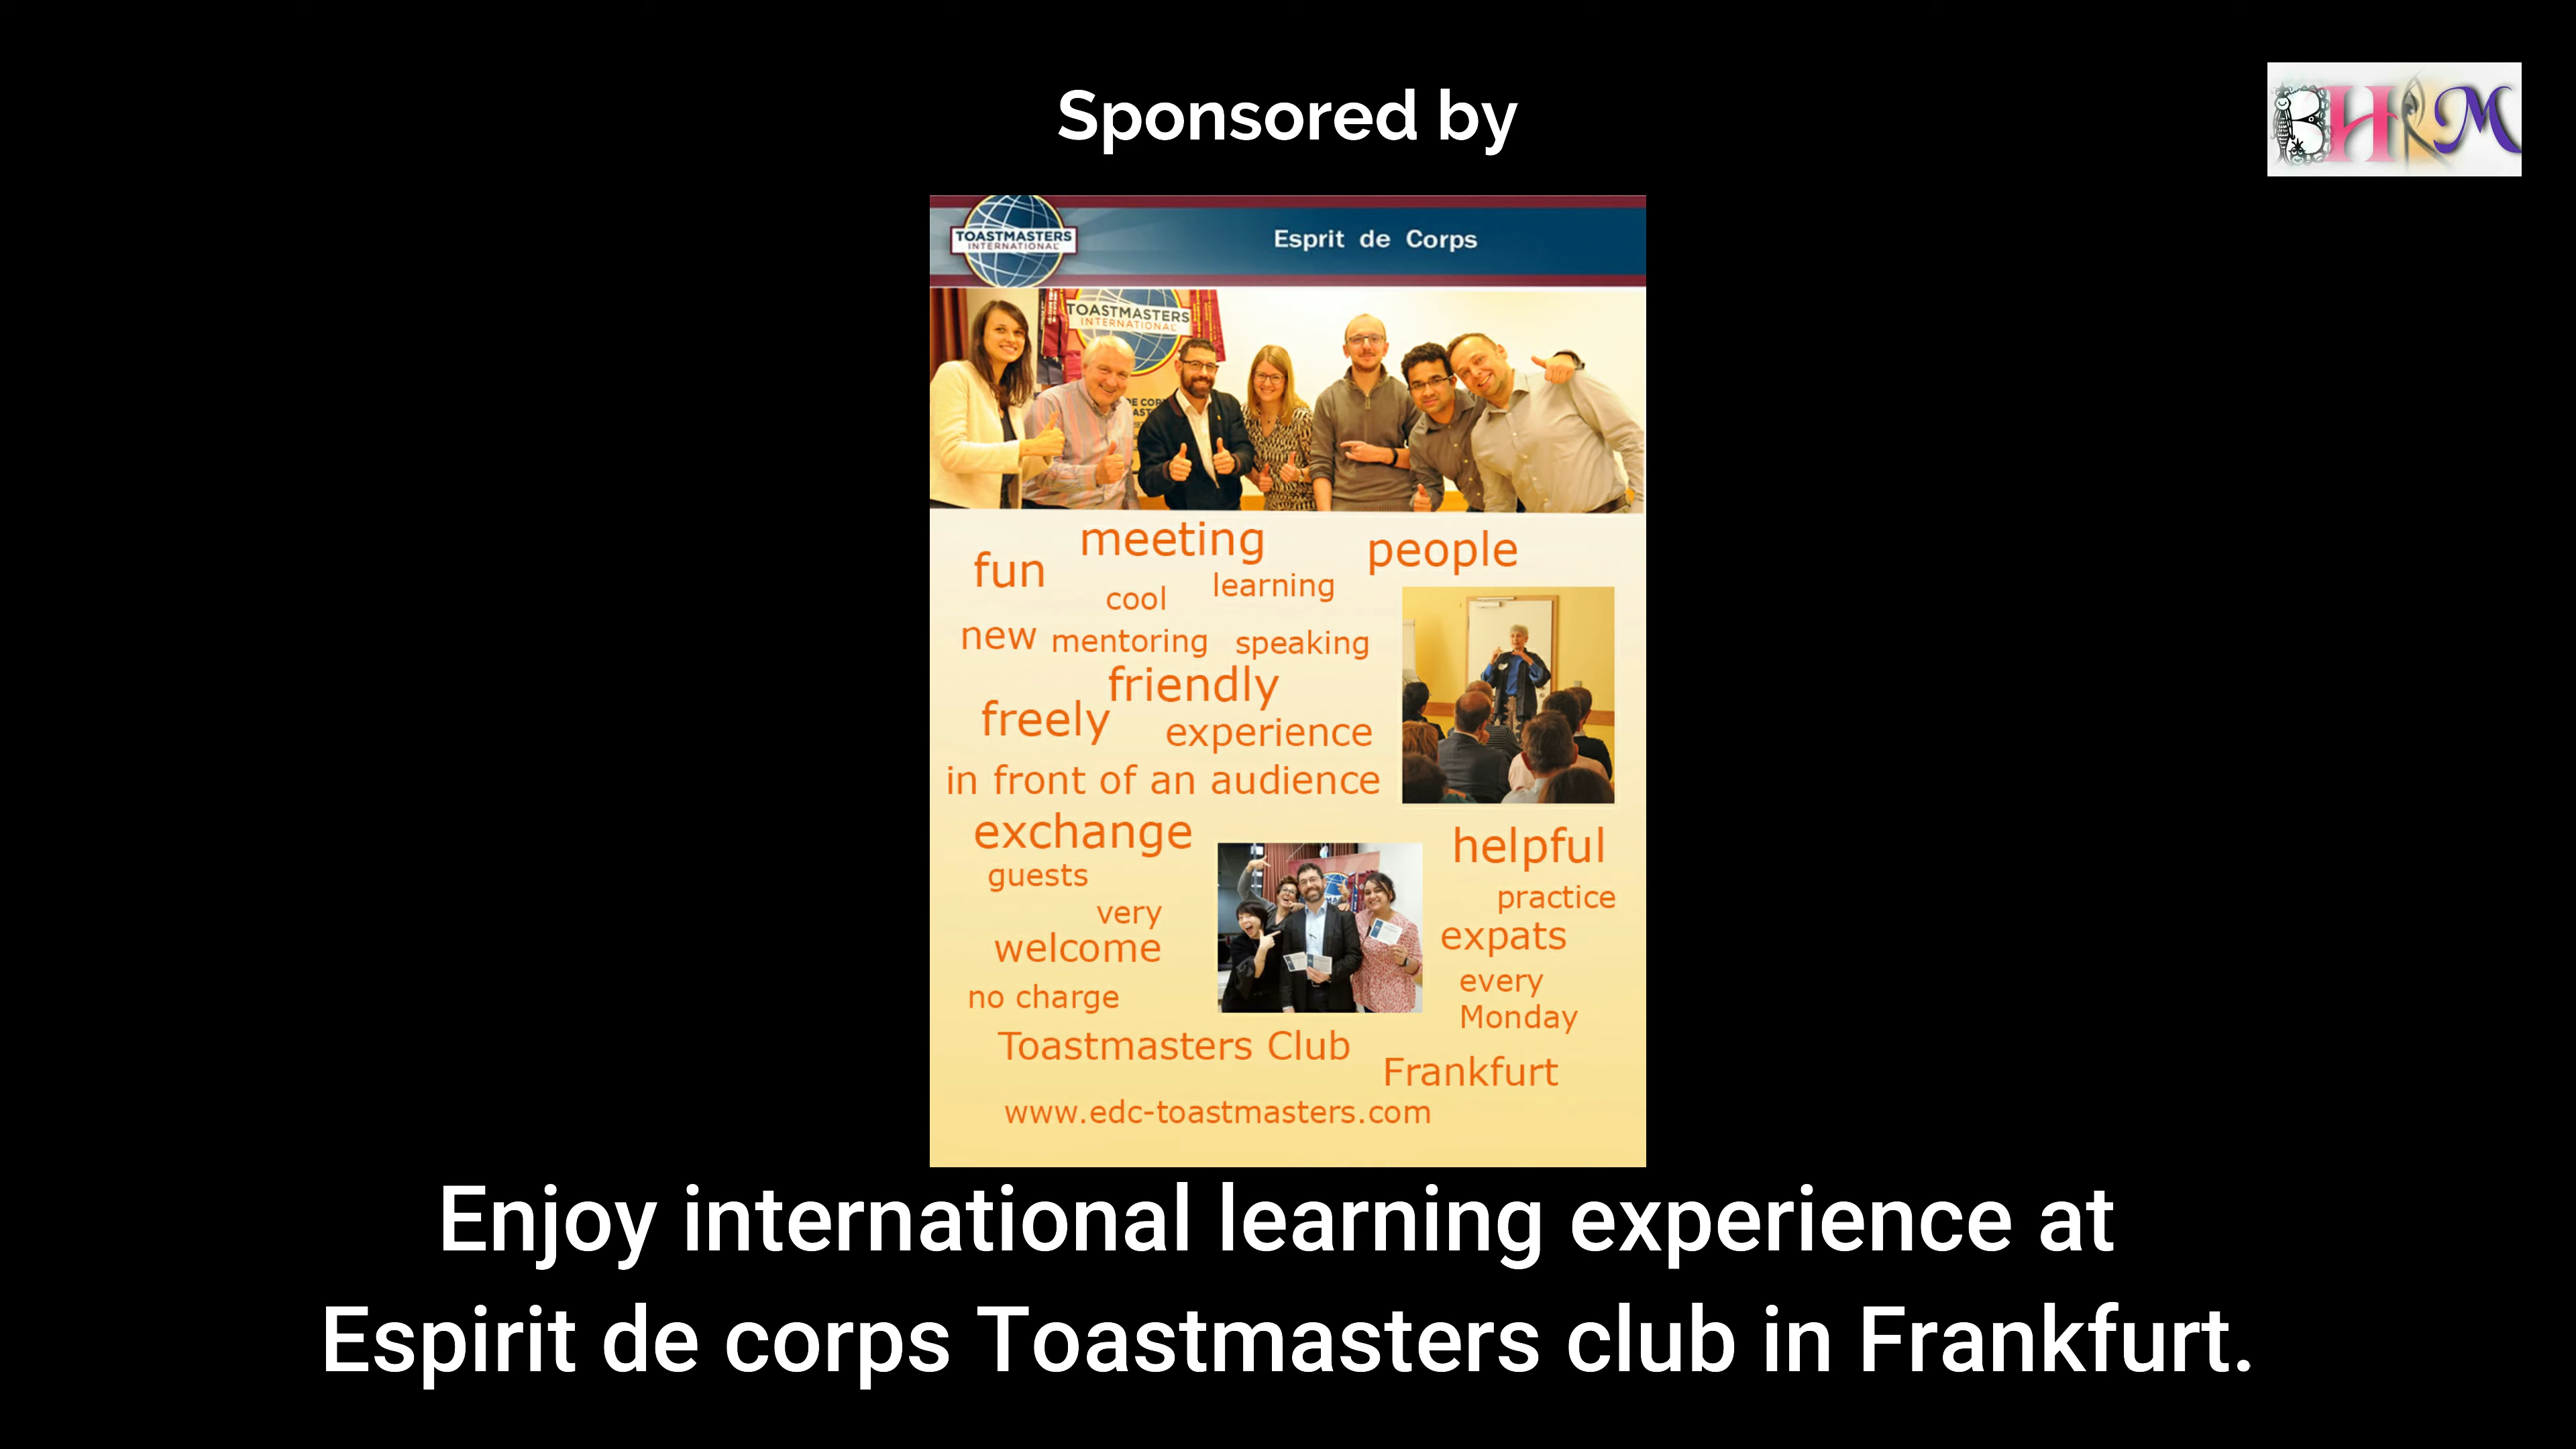 Sponsored by
BHRM
TOASTMASTERS
INTERNATIONAL
Esprit de Corps
TOASTMASTERS
INTERNATIONAL
DE CORP
meeting
people
fun
cool
learning
new
mentoring
speaking
friendly
freely
experience
in front of an audience
exchange
helpful
guests
practice
very
expats
welcome
every
no charge
Monday
Toastmasters Club
Frankfurt
www.edc-toastmasters.com
Enjoy international learning experience at
Espirit de corps Toastmasters club in Frankfurt.